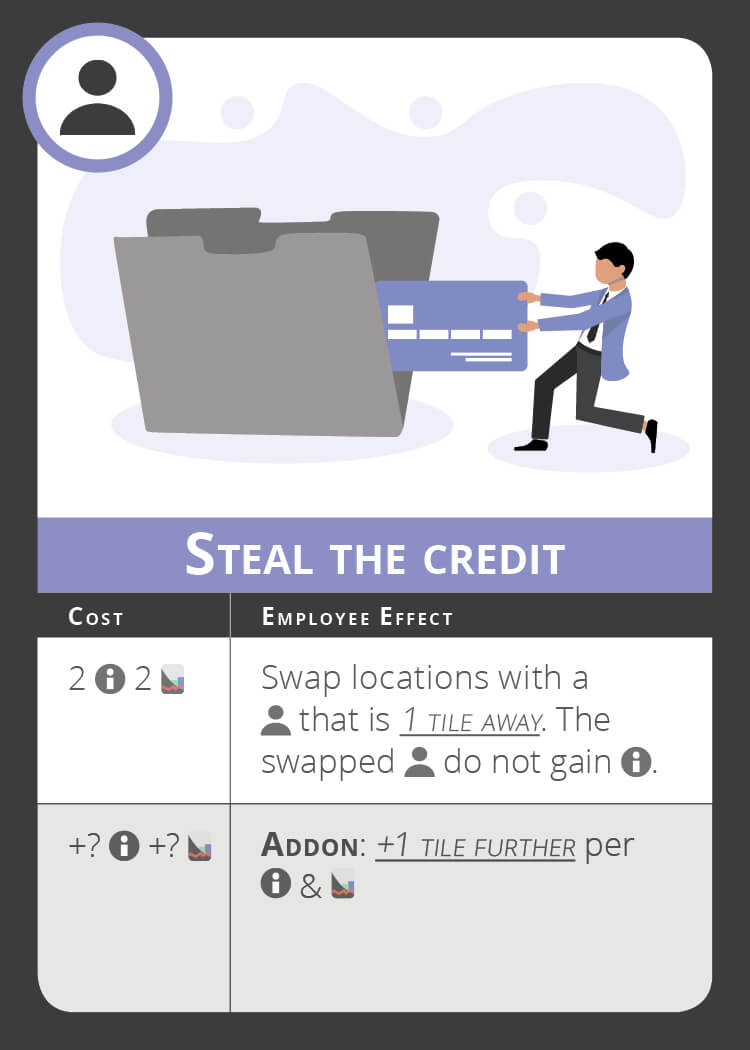 Steal the credit
Cost
Employee Effect
2 2
Swap locations with a
that is 1 tile away. The
swapped do not gain .
+? +?
Addon: +1 tile further per
&